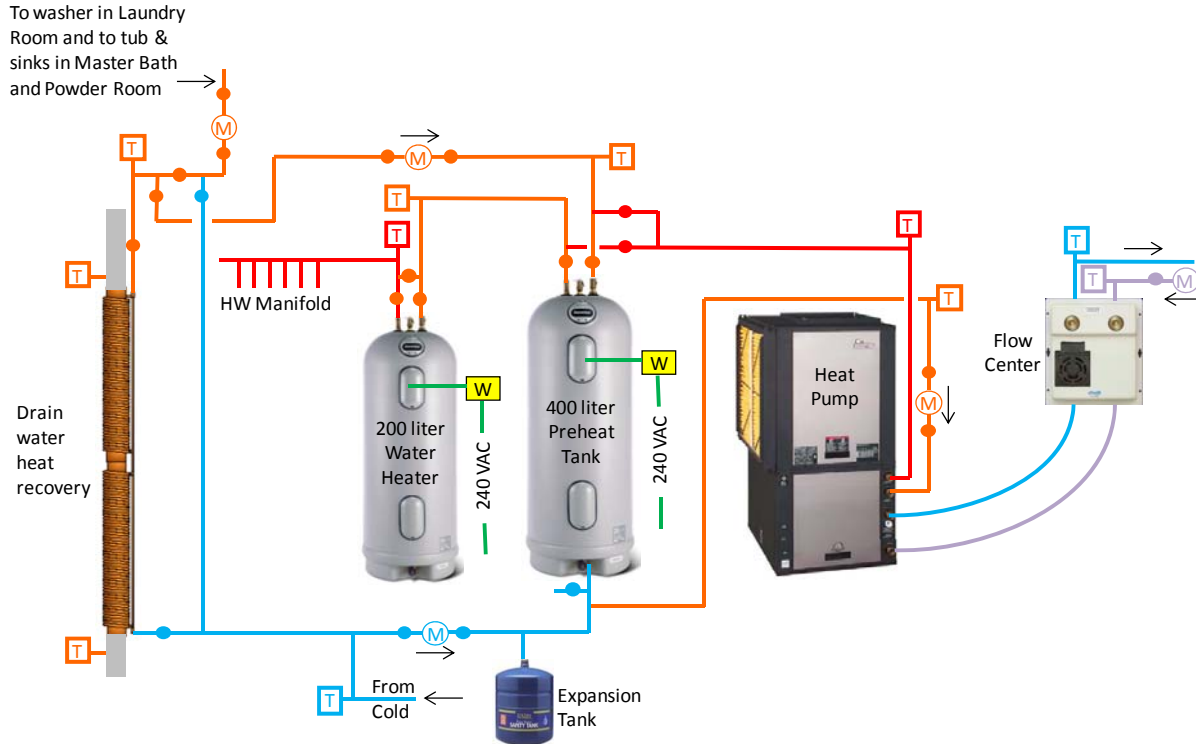 To washer in Laundry
Room and to tub &
sinks in Master Bath
and Powder Room
M
T
M
T
T
T
T
T
T
M
T
HW Manifold
T
Flow
Center
Heat
Pump
M
W
W
200 liter
Water
Heater
240 VAC
400 liter
Preheat
Tank
240 VAC
Drain
water
heat
recovery
M
T
T
From
Cold
Expansion
Tank